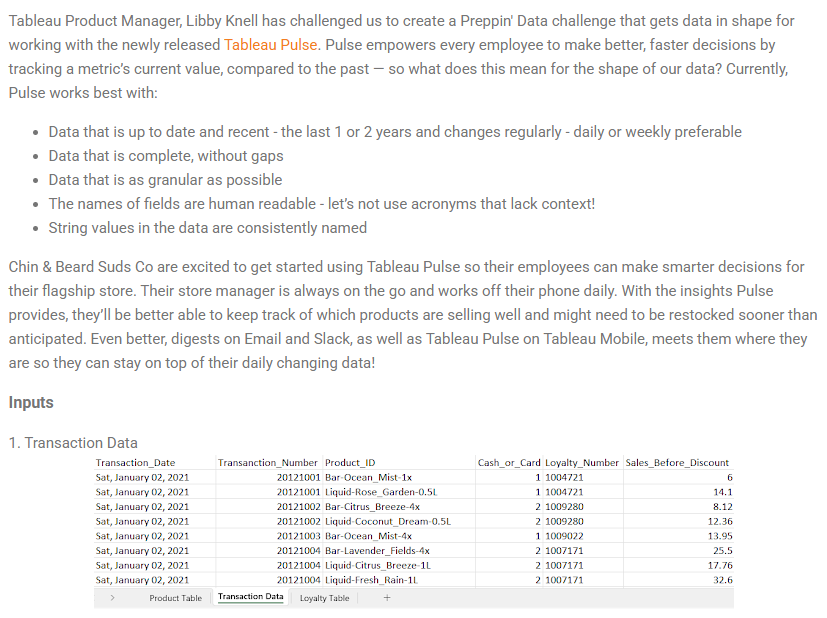 Tableau Product Manager, Libby Knell has challenged us to create a Preppin' Data challenge that gets data in shape for
working with the newly released Tableau Pulse. Pulse empowers every employee to make better, faster decisions by
tracking a metric's current value, compared to the past — so what does this mean for the shape of our data? Currently,
Pulse works best with:
• Data that is up to date and recent - the last 1 or 2 years and changes regularly - daily or weekly preferable
• Data that is complete, without gaps
• Data that is as granular as possible
• The names of fields are human readable - let's not use acronyms that lack context!
• String values in the data are consistently named
Chin & Beard Suds Co are excited to get started using Tableau Pulse so their employees can make smarter decisions for
their flagship store. Their store manager is always on the go and works off their phone daily. With the insights Pulse
provides, they'll be better able to keep track of which products are selling well and might need to be restocked sooner than
anticipated. Even better, digests on Email and Slack, as well as Tableau Pulse on Tableau Mobile, meets them where they
are so they can stay on top of their daily changing data!
Inputs
1. Transaction Data
Transaction_Date Transanction_Number Product_ID Cash_or_Card Loyalty_Number Sales_Before_Discount
Sat, January 02, 2021 20121001 Bar-Ocean_Mist-1x 1 1004721 6
Sat, January 02, 2021 20121001 Liquid-Rose_Garden-0.5L 1 1004721 14.1
Sat, January 02, 2021 20121002 Bar-Citrus_Breeze-4x 2 1009280 8.12
Sat, January 02, 2021 20121002 Liquid-Coconut_Dream-0.5L 2 1009280 12.36
Sat, January 02, 2021 20121003 Bar-Ocean_Mist-4x 1 1009022 13.95
Sat, January 02, 2021 20121004 Bar-Lavender_Fields-4x 2 1007171 25.5
Sat, January 02, 2021 20121004 Liquid-Citrus_Breeze-1L 2 1007171 17.76
Sat, January 02, 2021 20121004 Liquid-Fresh_Rain-1L 2 1007171 32.6
> Product Table Transaction Data Loyalty Table +